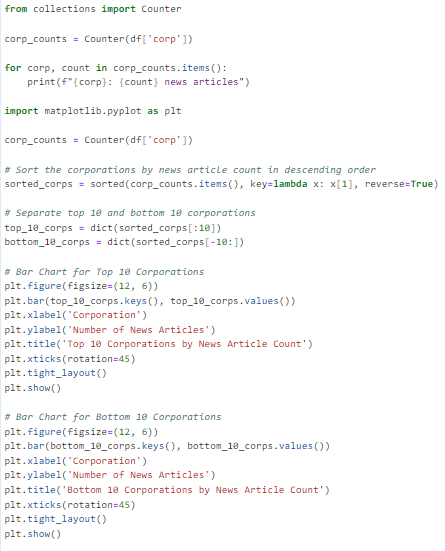 from collections import Counter
corp_counts = Counter(df['corp'])
for corp, count in corp_counts.items():
    print(f"{corp}: {count} news articles")
import matplotlib.pyplot as plt
corp_counts = Counter(df['corp'])
# Sort the corporations by news article count in descending order
sorted_corps = sorted(corp_counts.items(), key=lambda x: x[1], reverse=True)
# Separate top 10 and bottom 10 corporations
top_10_corps = dict(sorted_corps[:10])
bottom_10_corps = dict(sorted_corps[-10:])
# Bar Chart for Top 10 Corporations
plt.figure(figsize=(12, 6))
plt.bar(top_10_corps.keys(), top_10_corps.values())
plt.xlabel('Corporation')
plt.ylabel('Number of News Articles')
plt.title('Top 10 Corporations by News Article Count')
plt.xticks(rotation=45)
plt.tight_layout()
plt.show()
# Bar Chart for Bottom 10 Corporations
plt.figure(figsize=(12, 6))
plt.bar(bottom_10_corps.keys(), bottom_10_corps.values())
plt.xlabel('Corporation')
plt.ylabel('Number of News Articles')
plt.title('Bottom 10 Corporations by News Article Count')
plt.xticks(rotation=45)
plt.tight_layout()
plt.show()